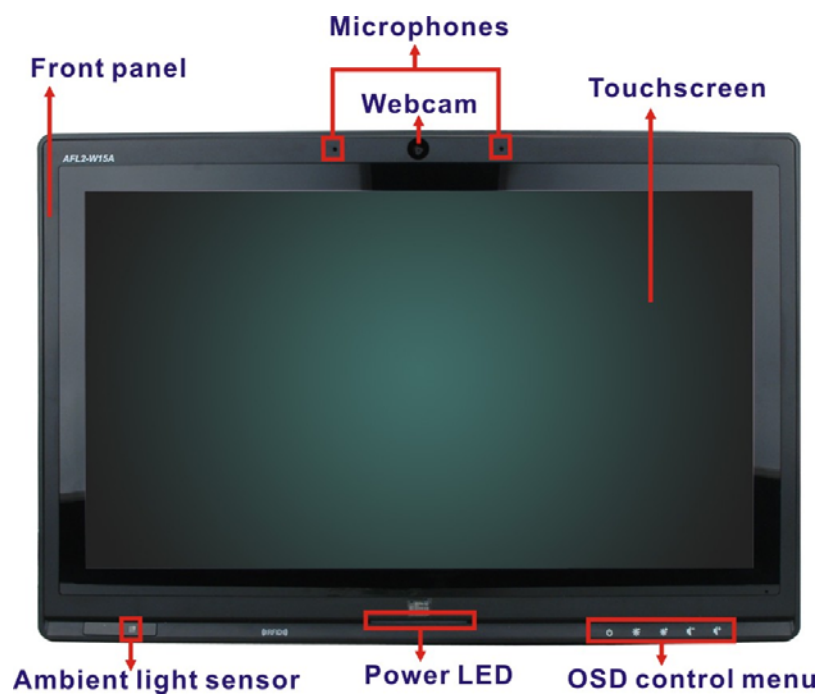 Microphones
Front panel
Webcam
Touchscreen
AFL2-W15A
Ambient light sensor
Power LED
OSD control menu